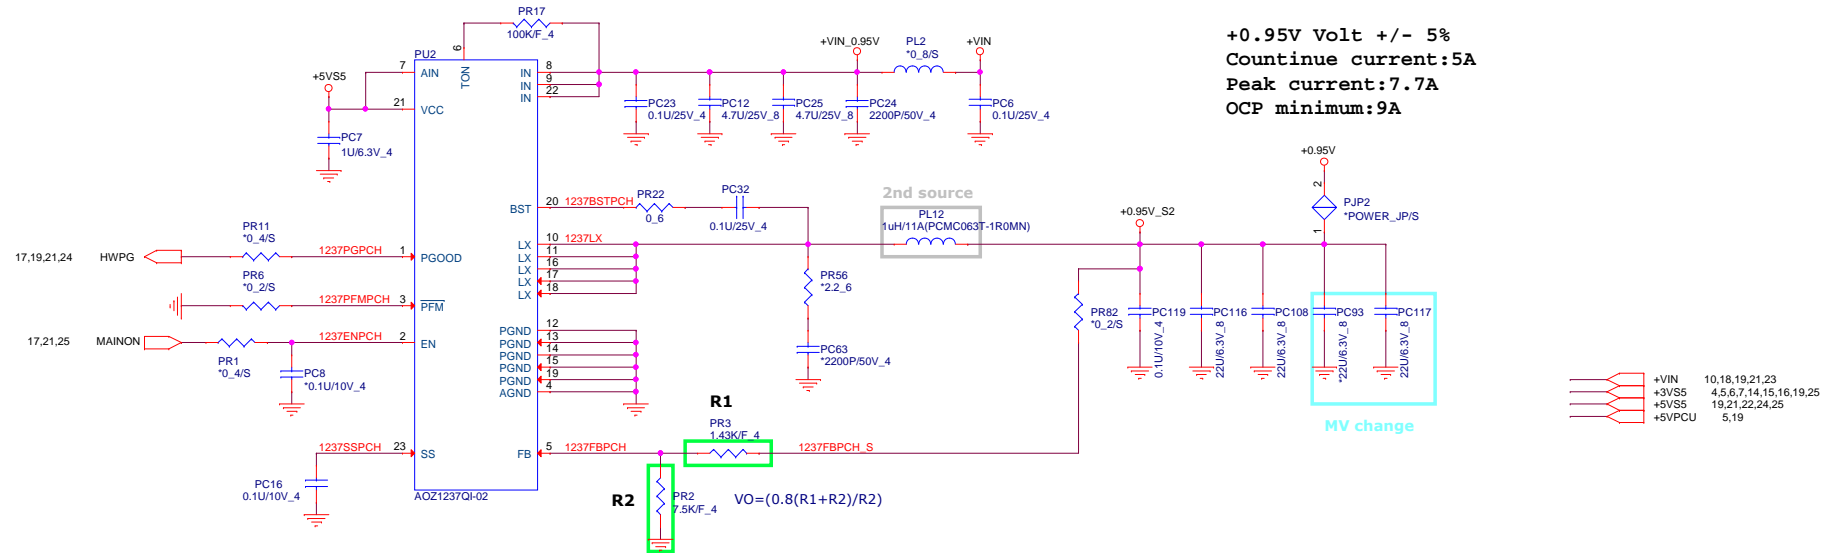 PR17
100K/F_4
+0.95V Volt +/- 5%
Countinue current:5A
Peak current:7.7A
OCP minimum:9A
+VIN_0.95V
PL2
*0_8/S
+VIN
PU2
6
TON
7
AIN
8
IN
9
IN
22
IN
+5VS5
21
VCC
PC23
0.1U/25V_4
PC12
4.7U/25V_8
PC25
4.7U/25V_8
PC24
2200P/50V_4
PC6
0.1U/25V_4
PC7
1U/6.3V_4
+0.95V
2
PJP2
*POWER_JP/S
1
BST
20
1237BSTPCH
PR22
0_6
PC32
0.1U/25V_4
2nd source
PL12
1uH/11A(PCMC063T-1R0MN)
+0.95V_S2
LX
10
1237LX
LX
11
LX
16
LX
17
LX
18
17,19,21,24
HWPG
PR11
*0_4/S
1237PGPCH
1
PGOOD
PR6
*0_2/S
1237PFMPCH
3
PFM
17,21,25
MAINON
PR1
*0_4/S
1237ENPCH
2
EN
PC8
*0.1U/10V_4
PR56
*2.2_6
PC63
*2200P/50V_4
PGND
12
PGND
13
PGND
14
PGND
15
PGND
19
AGND
4
PR82
*0_2/S
PC119
0.1U/10V_4
PC116
22U/6.3V_8
PC108
22U/6.3V_8
PC93
*22U/6.3V_8
PC117
22U/6.3V_8
MV change
+VIN 10,18,19,21,23
+3VS5 4,5,6,7,14,15,16,19,25
+5VS5 19,21,22,24,25
+5VPCU 5,19
R1
PR3
1.43K/F_4
1237SSPCH
23
SS
FB
5
1237FBPCH
1237FBPCH_S
PC16
0.1U/10V_4
AOZ1237QI-02
R2
PR2
7.5K/F_4
VO=(0.8(R1+R2)/R2)